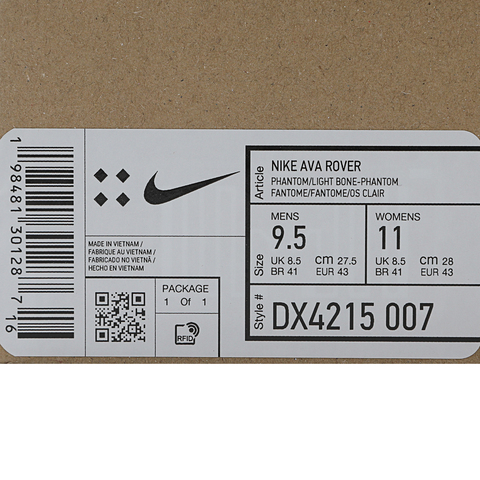 1 98481 30128 7 16
MADE IN VIETNAM /
FABRIQUE AU VIETNAM /
FABRICADO NO VIETNÃ /
HECHO EN VIETNAM
PACKAGE
1 Of 1
RFID
Article
NIKE AVA ROVER
PHANTOM/LIGHT BONE-PHANTOM
FANTOME/FANTOME/OS CLAIR
Size
MENS
9.5
UK 8.5 cm 27.5
BR 41 EUR 43
WOMENS
11
UK 8.5 cm 28
BR 41 EUR 43
Style #
DX4215 007